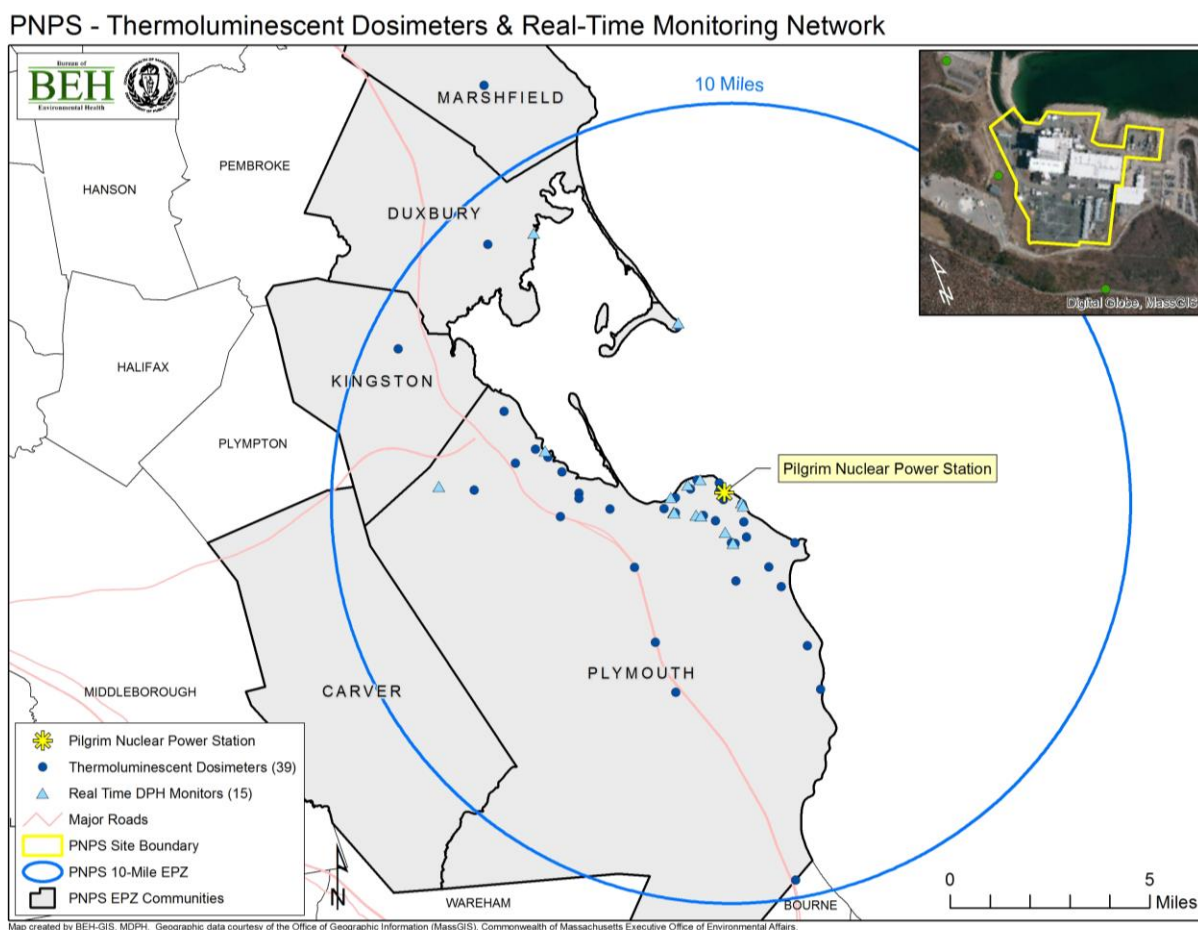 PNPS - Thermoluminescent Dosimeters & Real-Time Monitoring Network
Bureau of
BEH
Environmental Health
MARSHFIELD
10 Miles
PEMBROKE
HANSON
DUXBURY
Digital Globe, MassGIS
HALIFAX
KINGSTON
PLYMPTON
Pilgrim Nuclear Power Station
PLYMOUTH
MIDDLEBOROUGH
CARVER
Pilgrim Nuclear Power Station
Thermoluminescent Dosimeters (39)
Real Time DPH Monitors (15)
Major Roads
PNPS Site Boundary
PNPS 10-Mile EPZ
PNPS EPZ Communities
N
WAREHAM
BOURNE
0 5
Miles
Map created by BEH-GIS, MDPH. Geographic data courtesy of the Office of Geographic Information (MassGIS), Commonwealth of Massachusetts Executive Office of Environmental Affairs.